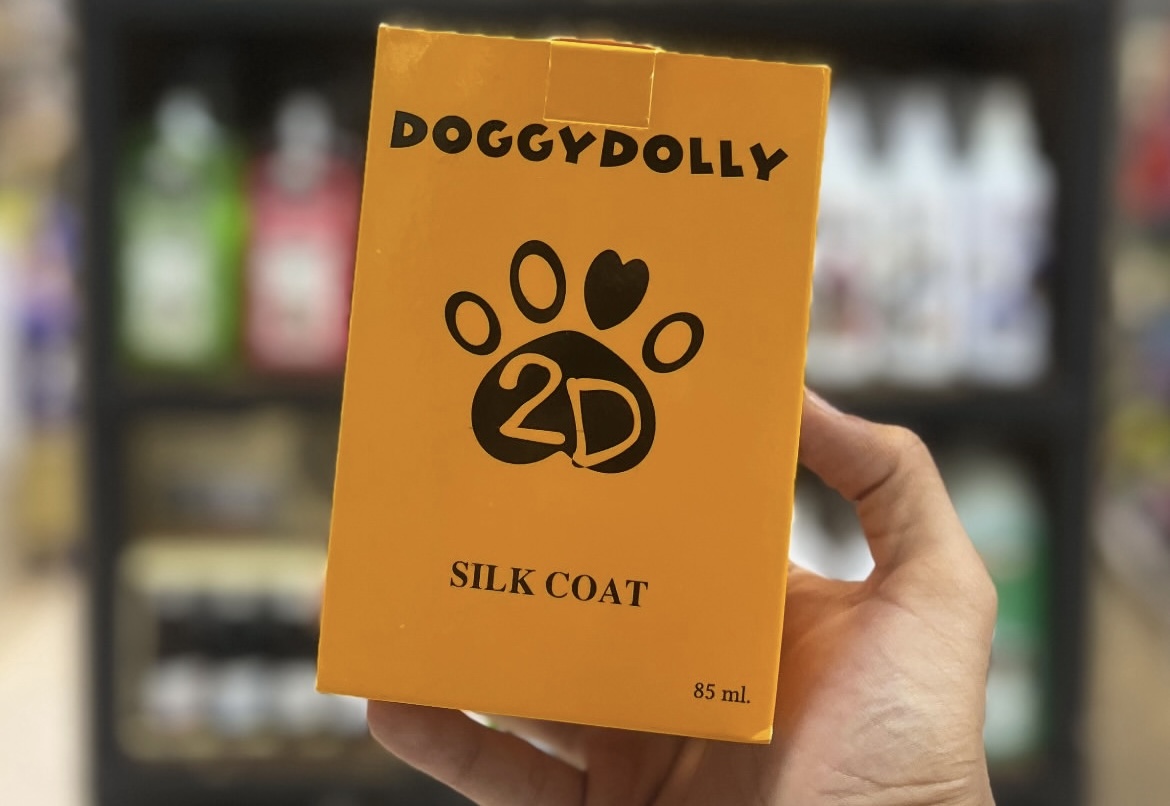 DOGGYDOLLY
2D
SILK COAT
85 ml.